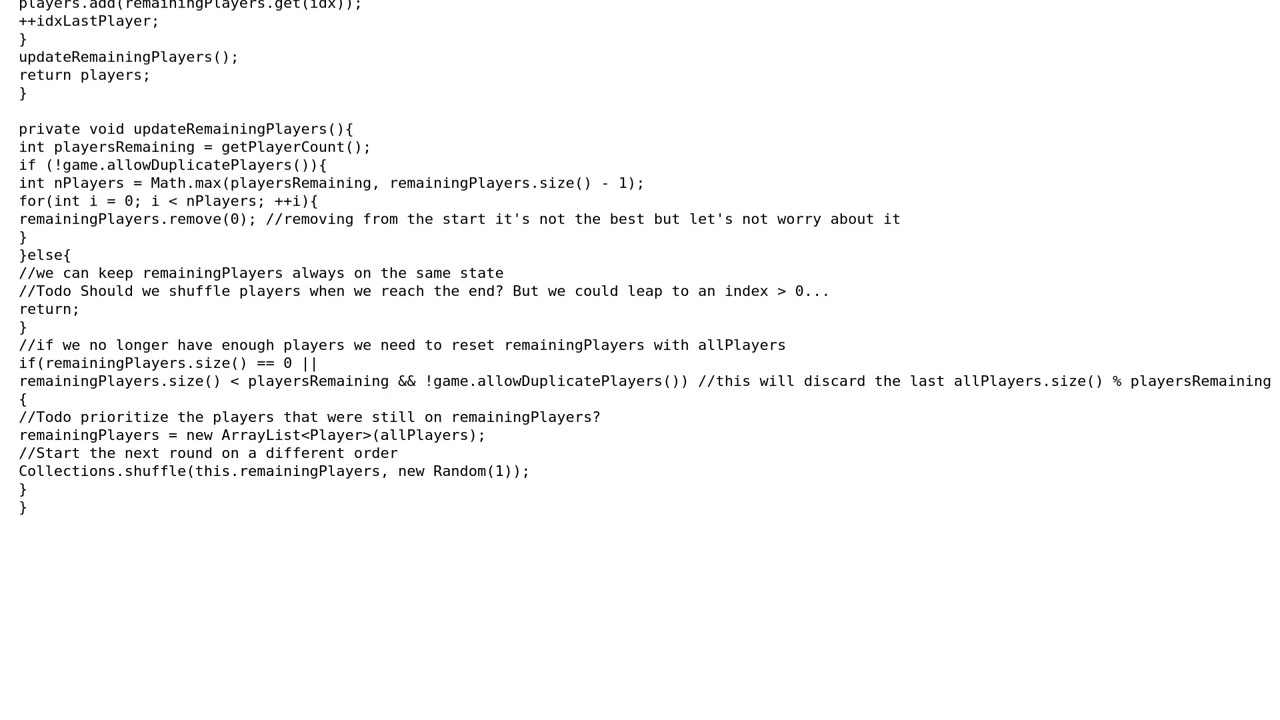 players.add(remainingPlayers.get(idx));
++idxLastPlayer;
}
updateRemainingPlayers();
return players;
}
private void updateRemainingPlayers(){
int playersRemaining = getPlayerCount();
if (!game.allowDuplicatePlayers()){
int nPlayers = Math.max(playersRemaining, remainingPlayers.size() - 1);
for(int i = 0; i < nPlayers; ++i){
remainingPlayers.remove(0); //removing from the start it's not the best but let's not worry about it
}
}else{
//we can keep remainingPlayers always on the same state
//Todo Should we shuffle players when we reach the end? But we could leap to an index > 0...
return;
}
//if we no longer have enough players we need to reset remainingPlayers with allPlayers
if(remainingPlayers.size() == 0 ||
remainingPlayers.size() < playersRemaining && !game.allowDuplicatePlayers()) //this will discard the last allPlayers.size() % playersRemaining
{
//Todo prioritize the players that were still on remainingPlayers?
remainingPlayers = new ArrayList<Player>(allPlayers);
//Start the next round on a different order
Collections.shuffle(this.remainingPlayers, new Random(1));
}
}